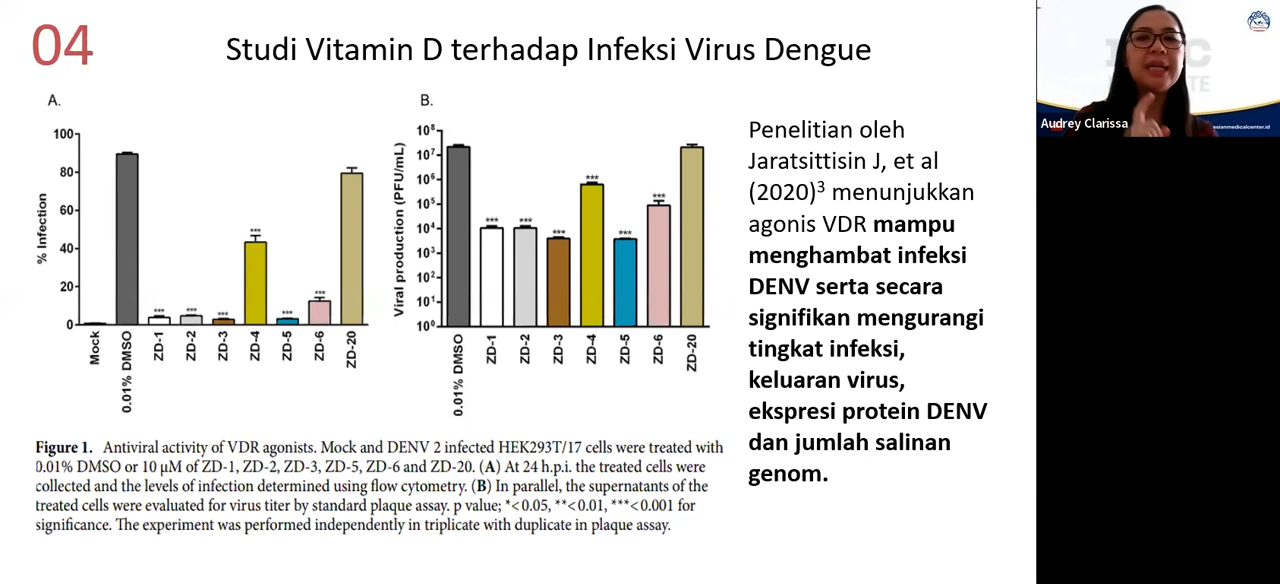 04
Studi Vitamin D terhadap Infeksi Virus Dengue
A.
% Infection
100
80
60
40
20
0
Mock
0.01% DMSO
ZD-1
ZD-2
ZD-3
ZD-4
ZD-5
ZD-6
ZD-20
***
***
***
***
***
***
B.
Viral production (PFU/mL)
10⁸
10⁷
10⁶
10⁵
10⁴
10³
10²
10¹
10⁰
0.01% DMSO
ZD-1
ZD-2
ZD-3
ZD-4
ZD-5
ZD-6
ZD-20
***
***
***
***
***
***
Penelitian oleh
Jaratsittisin J, et al
(2020)³ menunjukkan
agonis VDR mampu
menghambat infeksi
DENV serta secara
signifikan mengurangi
tingkat infeksi,
keluaran virus,
ekspresi protein DENV
dan jumlah salinan
genom.
Figure 1. Antiviral activity of VDR agonists. Mock and DENV 2 infected HEK293T/17 cells were treated with
0.01% DMSO or 10 µM of ZD-1, ZD-2, ZD-3, ZD-5, ZD-6 and ZD-20. (A) At 24 h.p.i. the treated cells were
collected and the levels of infection determined using flow cytometry. (B) In parallel, the supernatants of the
treated cells were evaluated for virus titer by standard plaque assay. p value; *<0.05, **<0.01, ***<0.001 for
significance. The experiment was performed independently in triplicate with duplicate in plaque assay.
Audrey Clarissa
esianmedicalcenter.id